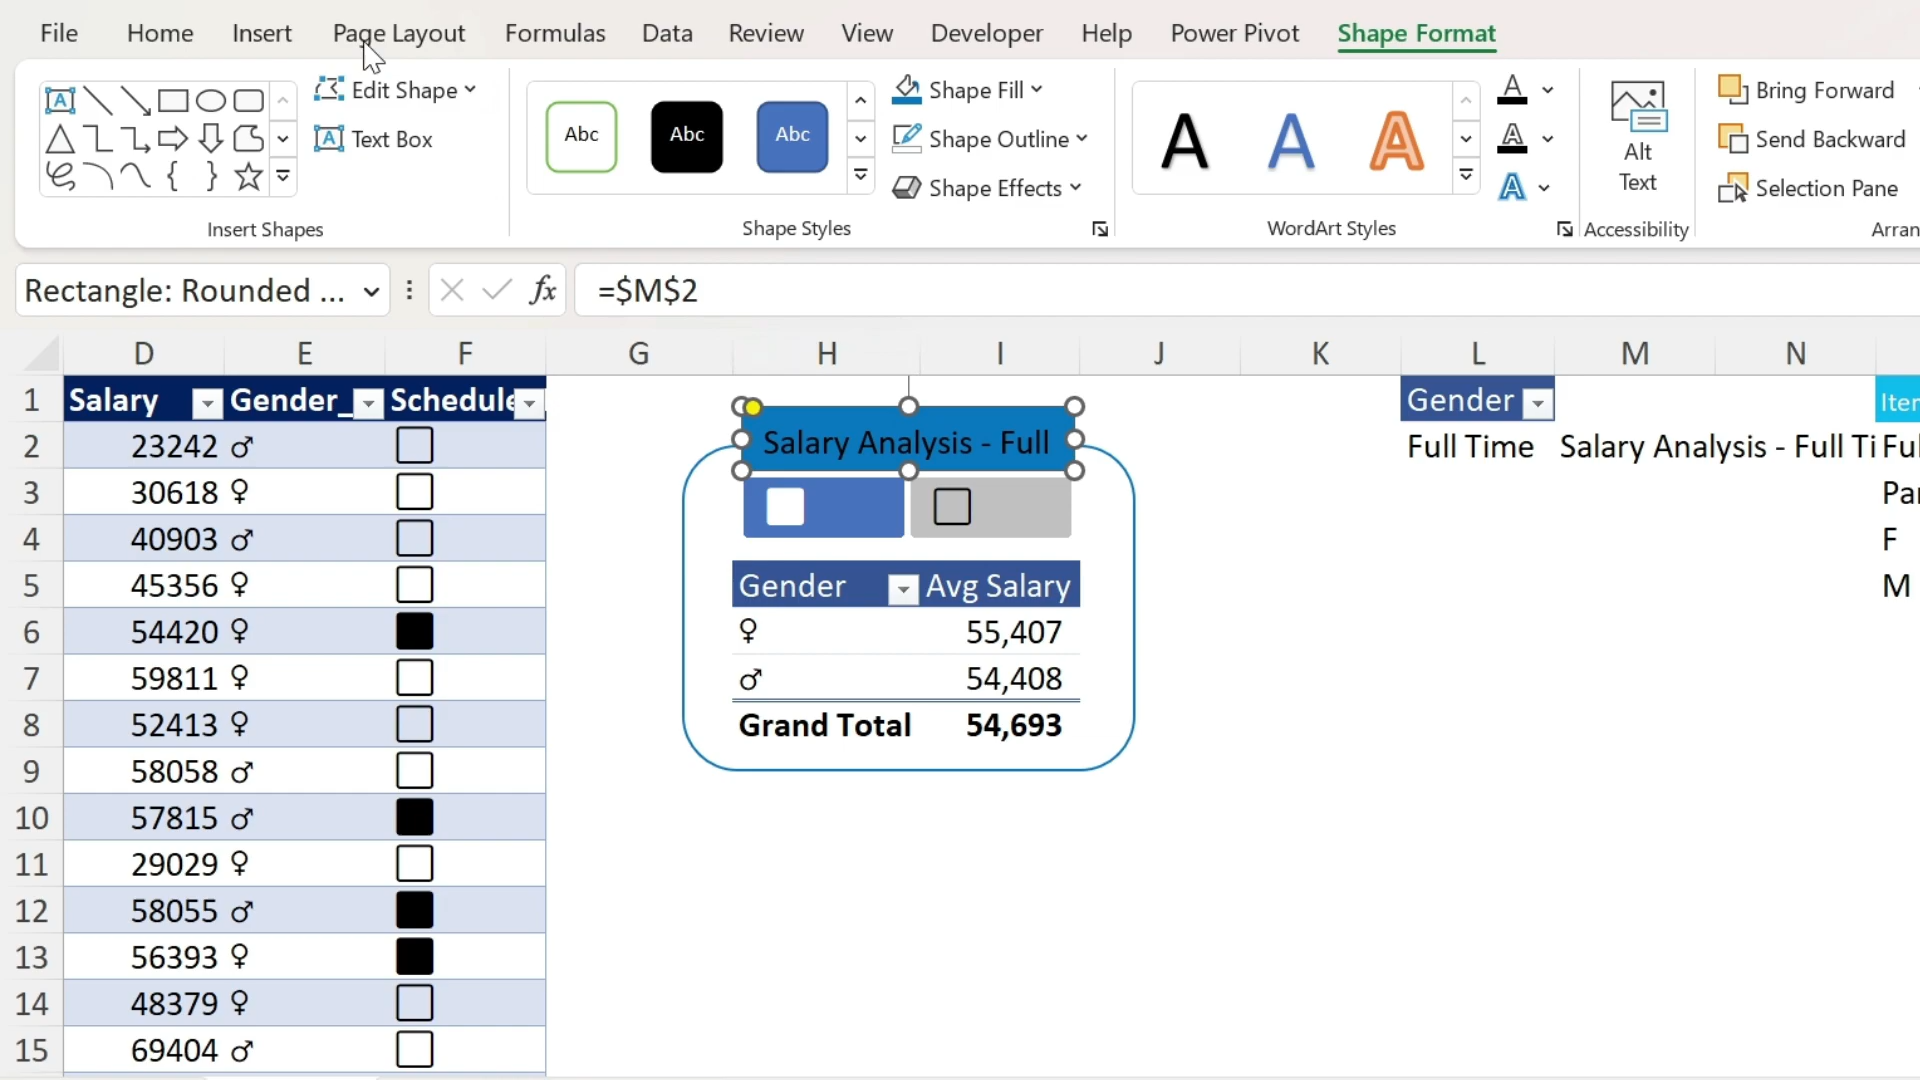 File Home Insert Page Layout Formulas Data Review View Developer Help Power Pivot Shape Format
A Edit Shape Abc Abc Abc Shape Fill A A A A Bring Forward
A Text Box Shape Outline A Alt Text Send Backward
{ } Shape Effects A Selection Pane
Insert Shapes Shape Styles WordArt Styles Accessibility Arran
Rectangle: Rounded ... fx =$M$2
D E F G H I J K L M N
1 Salary Gender_ Schedule Gender Iter
2 23242 ♂ Salary Analysis - Full Full Time Salary Analysis - Full Ti Ful
3 30618 ♀ Par
4 40903 ♂ F
5 45356 ♀ Gender Avg Salary M
6 54420 ♀ ♀ 55,407
7 59811 ♀ ♂ 54,408
8 52413 ♀ Grand Total 54,693
9 58058 ♂
10 57815 ♂
11 29029 ♀
12 58055 ♂
13 56393 ♀
14 48379 ♀
15 69404 ♂